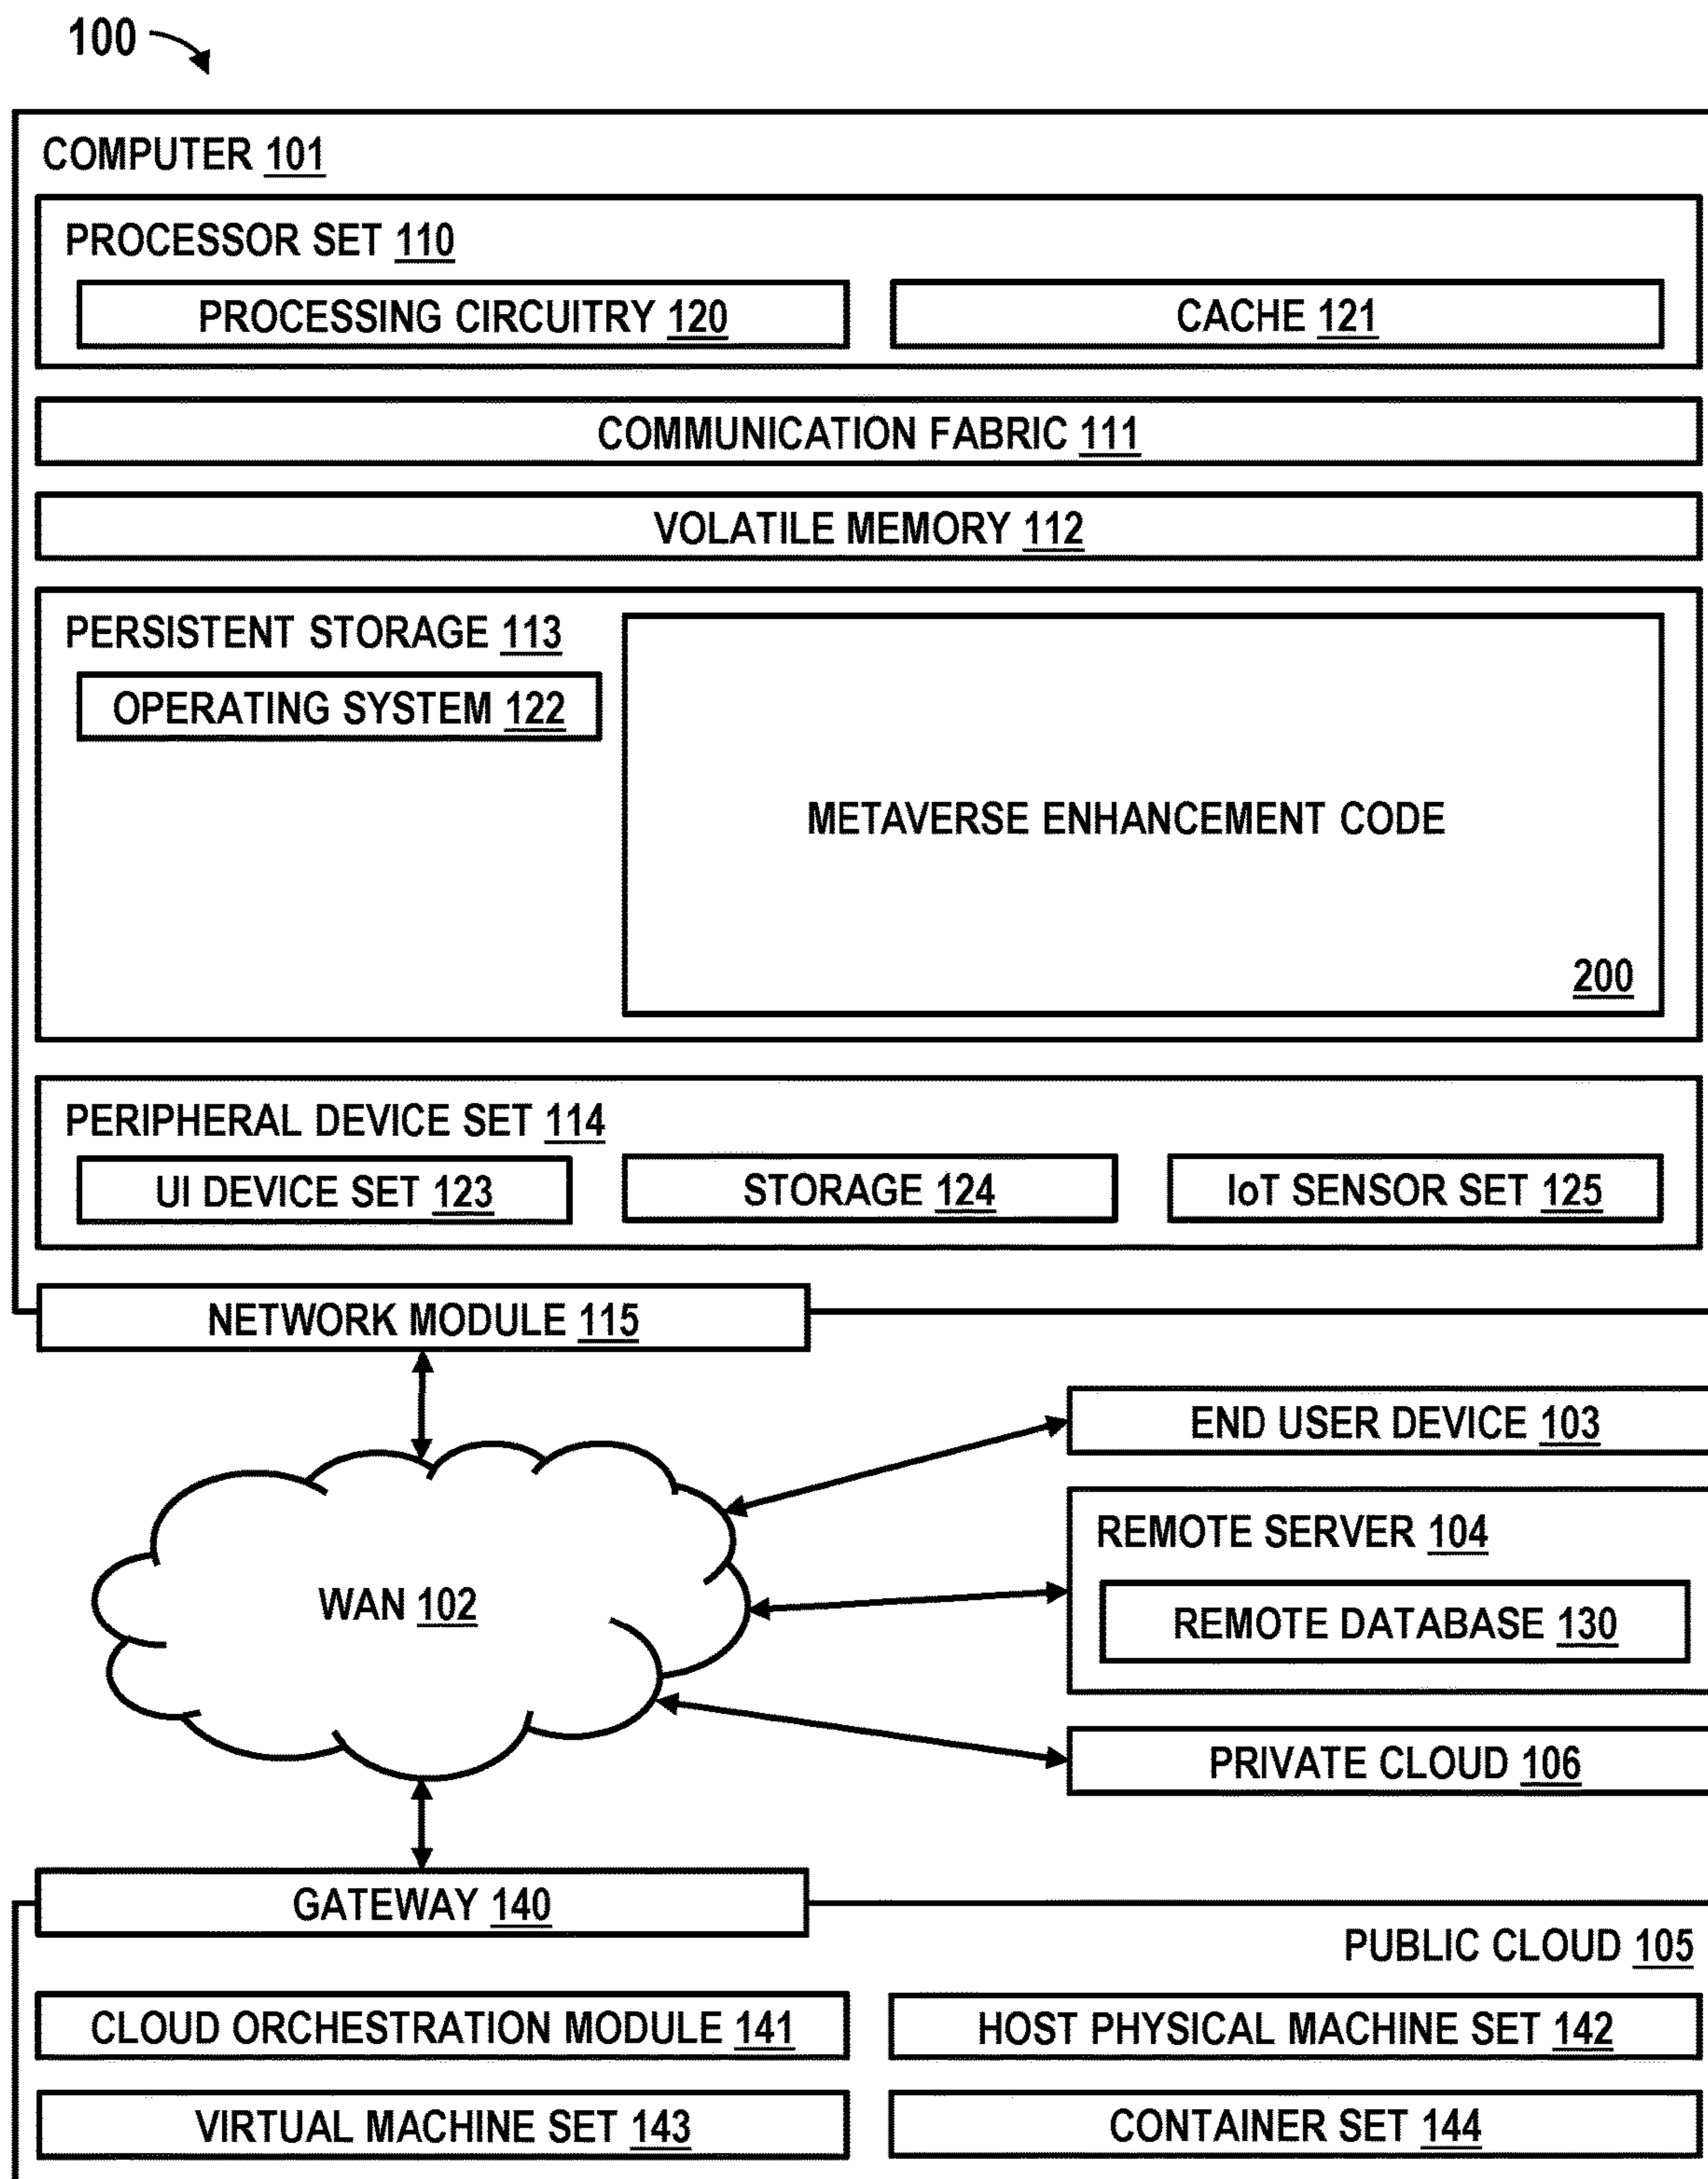 100
COMPUTER 101
PROCESSOR SET 110
PROCESSING CIRCUITRY 120
CACHE 121
COMMUNICATION FABRIC 111
VOLATILE MEMORY 112
PERSISTENT STORAGE 113
OPERATING SYSTEM 122
METAVERSE ENHANCEMENT CODE
200
PERIPHERAL DEVICE SET 114
UI DEVICE SET 123
STORAGE 124
IoT SENSOR SET 125
NETWORK MODULE 115
END USER DEVICE 103
REMOTE SERVER 104
WAN 102
REMOTE DATABASE 130
PRIVATE CLOUD 106
GATEWAY 140
PUBLIC CLOUD 105
CLOUD ORCHESTRATION MODULE 141
HOST PHYSICAL MACHINE SET 142
VIRTUAL MACHINE SET 143
CONTAINER SET 144